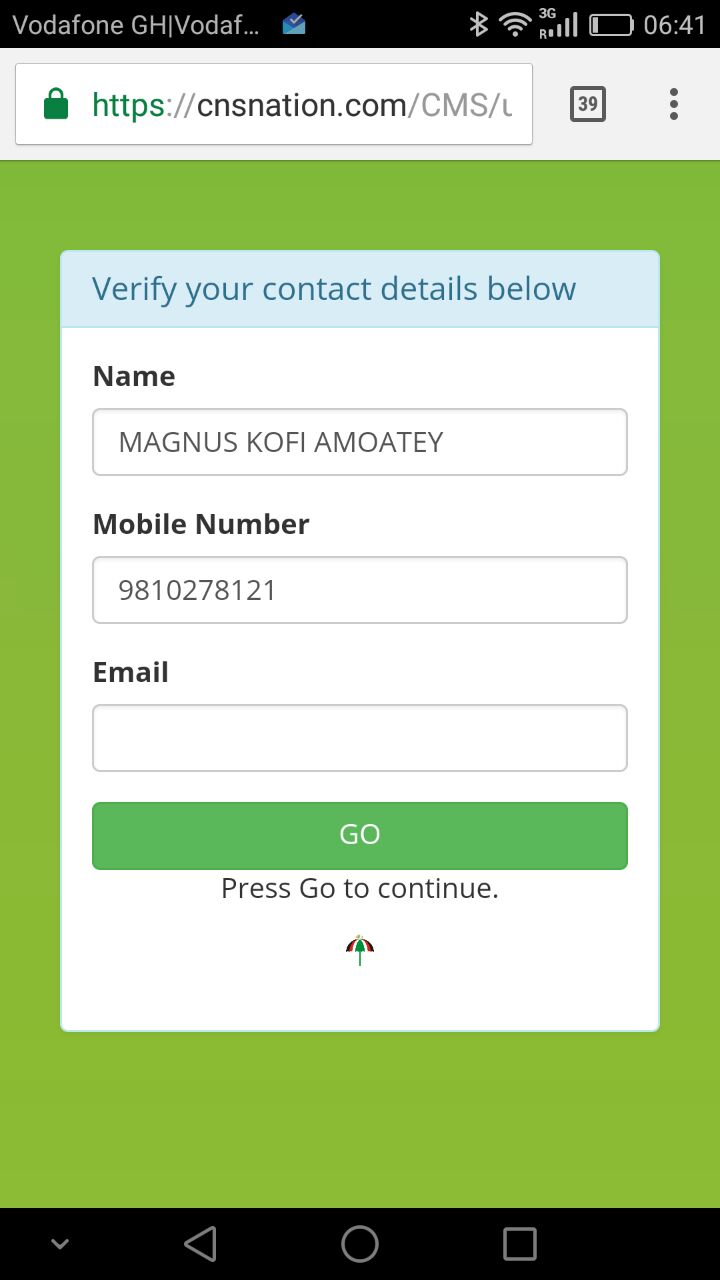 Vodafone GH|Vodaf... 3G R 06:41
https://cnsnation.com/CMS/u 39
Verify your contact details below
Name
MAGNUS KOFI AMOATEY
Mobile Number
9810278121
Email
GO
Press Go to continue.